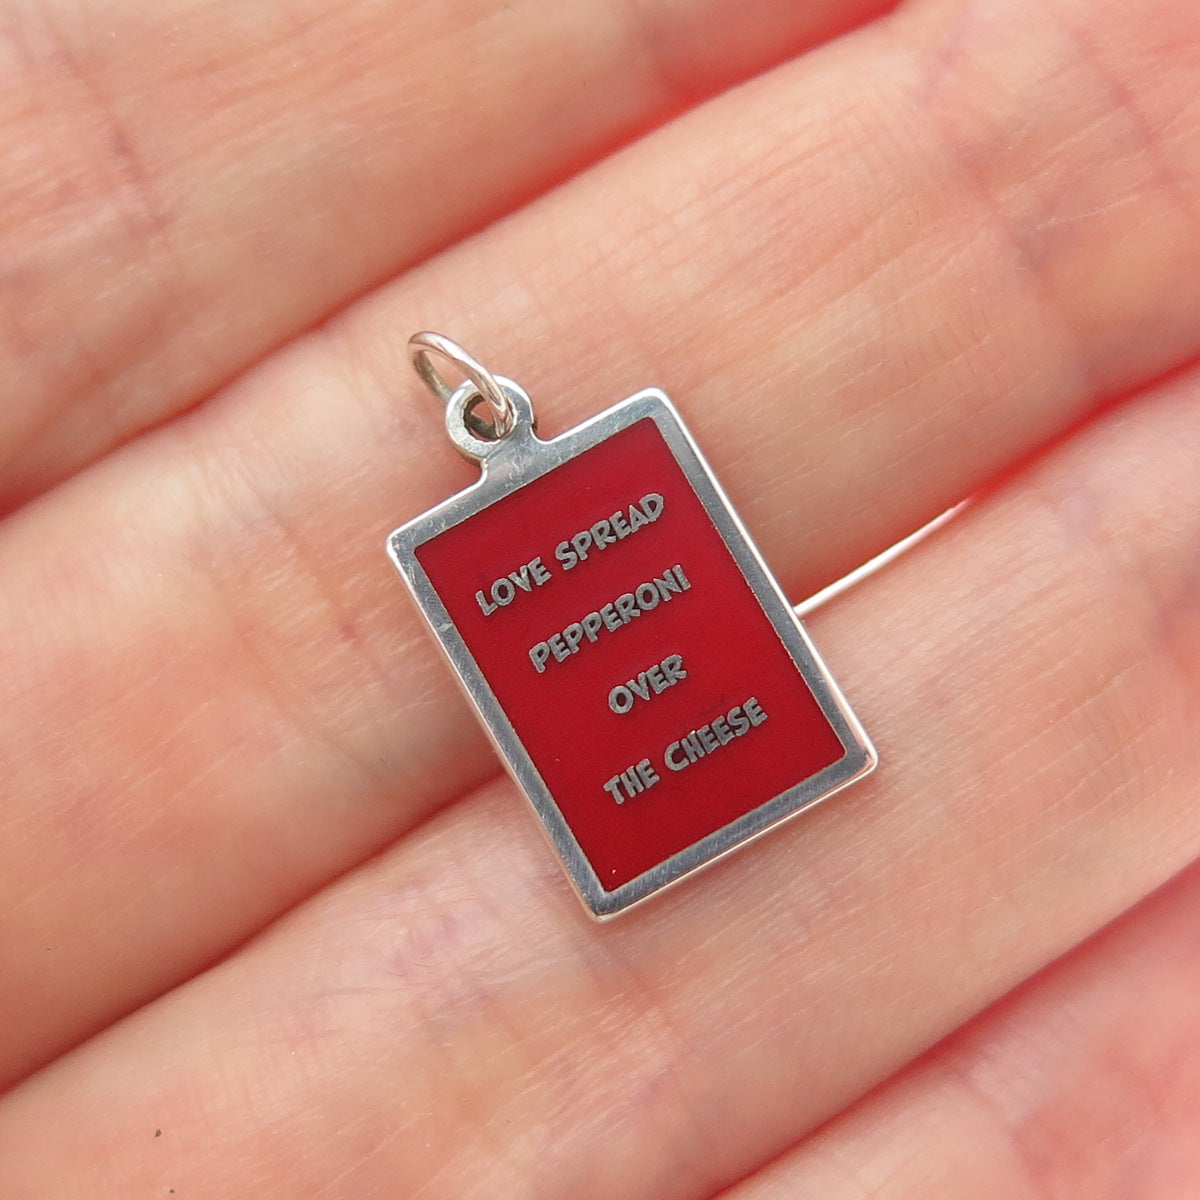 LOVE SPREAD
PEPPERONI
OVER
THE CHEESE